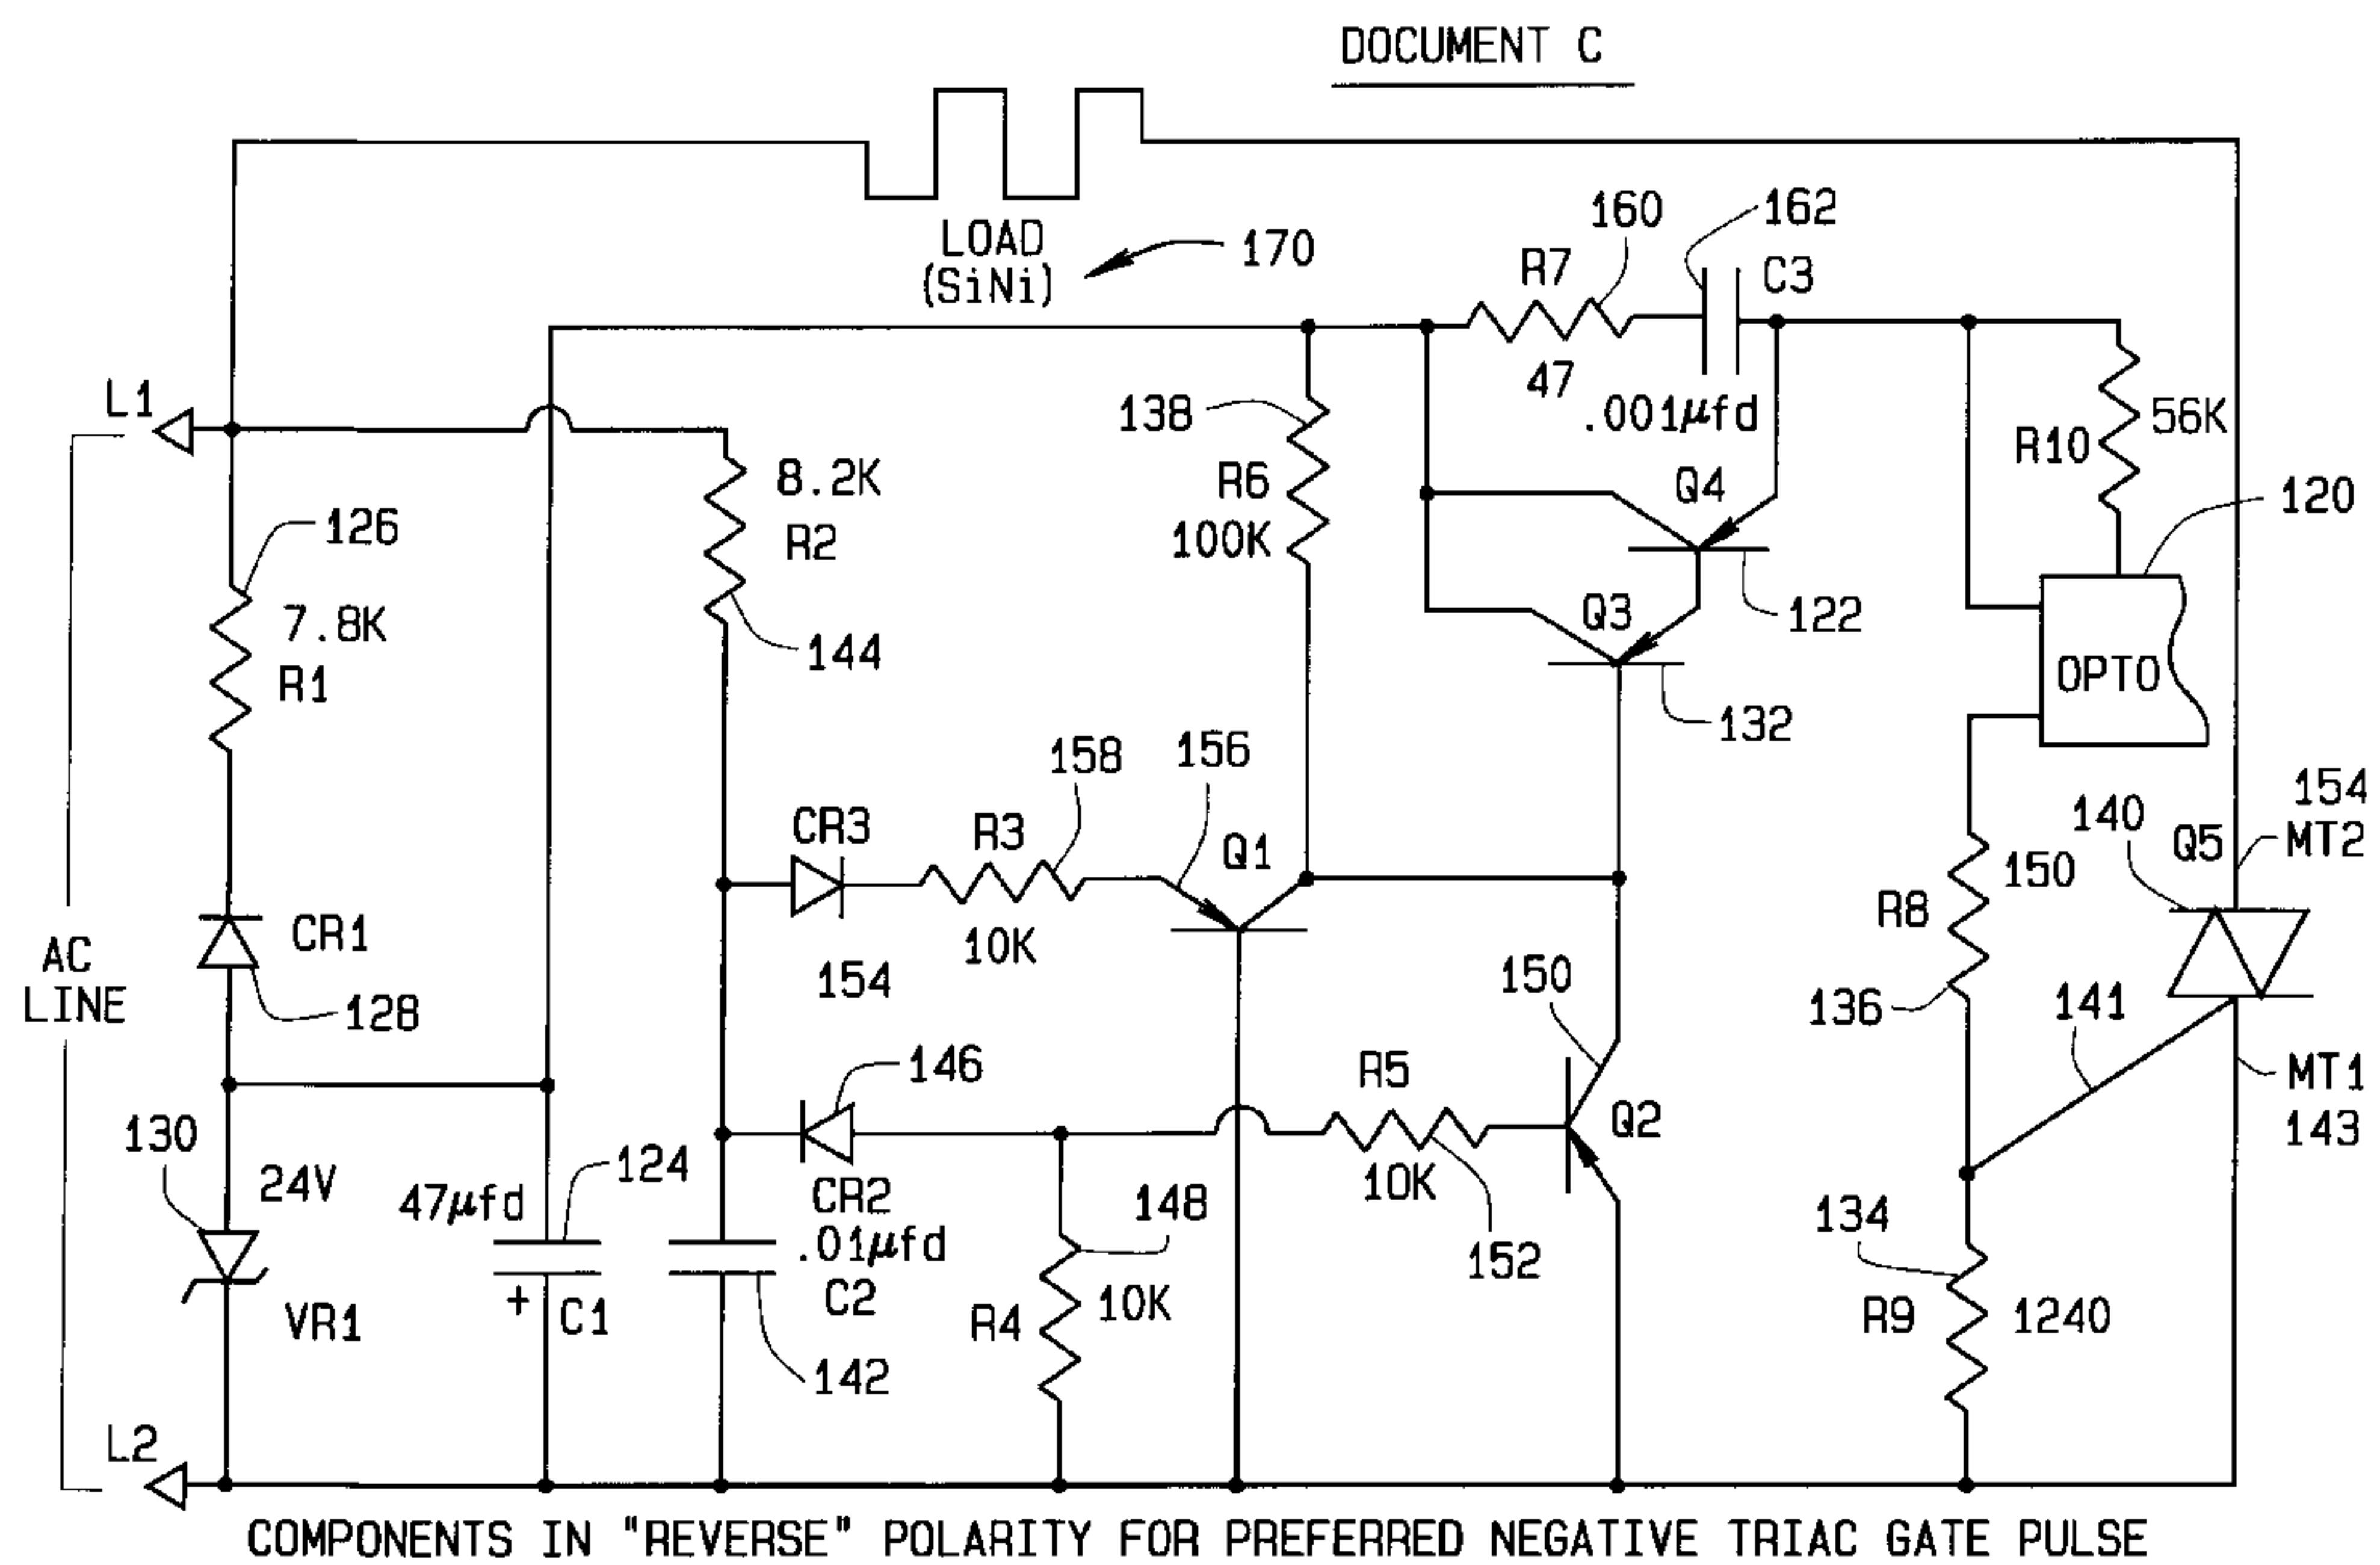 DOCUMENT C
LOAD
(SiNi)
170
160
162
R7
C3
47
.001µfd
L1
138
R6
100K
Q4
R10
56K
120
8.2K
R2
126
7.8K
R1
144
Q3
122
132
OPTO
158
156
CR3
R3
Q1
10K
154
154
MT2
140
Q5
150
R8
136
141
AC
LINE
CR1
128
150
Q2
MT1
143
146
R5
10K
152
130
24V
47µfd
124
CR2
.01µfd
C2
148
10K
R4
134
R9
1240
VR1
+ C1
142
L2
COMPONENTS IN "REVERSE" POLARITY FOR PREFERRED NEGATIVE TRIAC GATE PULSE